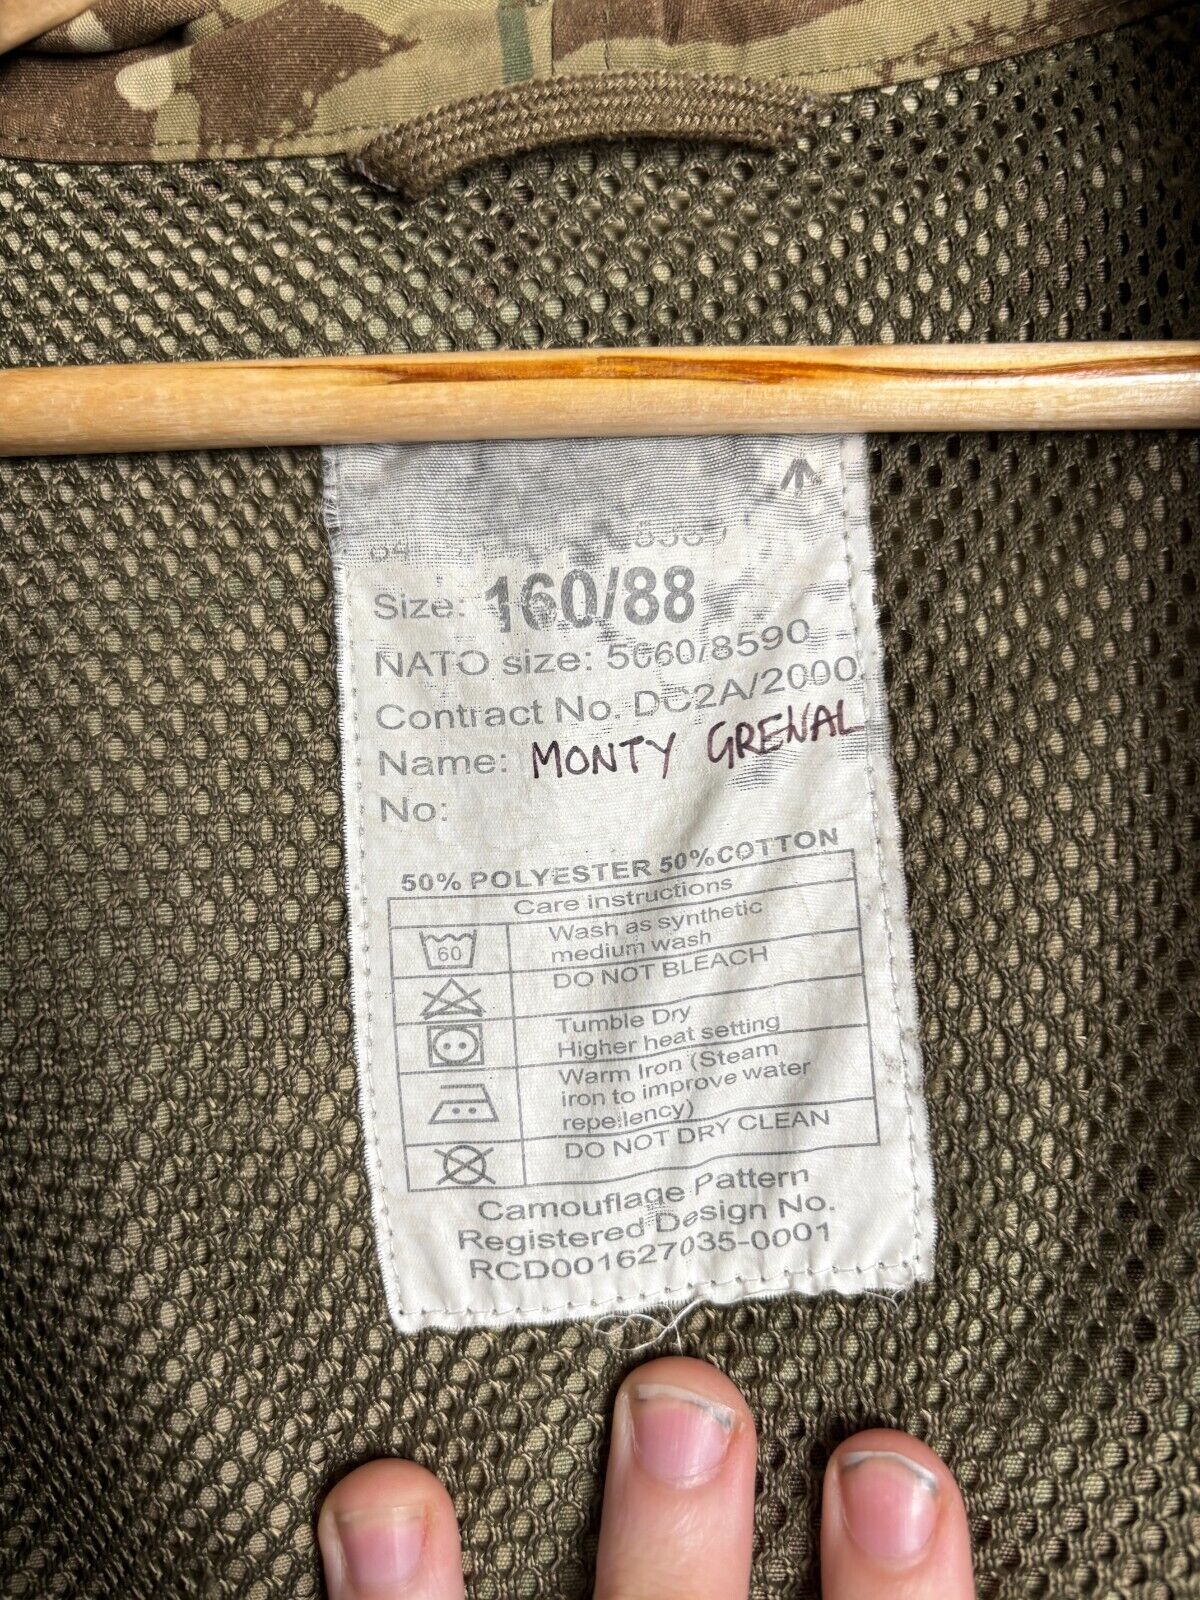 Size: 160/88
NATO size: 5060/8590
Contract No. DC2A/2000
Name: MONTY GRENAL
No:
50% POLYESTER 50%COTTON
Care instructions
60
Wash as synthetic
medium wash
DO NOT BLEACH
Tumble Dry
Higher heat setting
Warm Iron (Steam
iron to improve water
repellency)
DO NOT DRY CLEAN
Camouflage Pattern
Registered Design No.
RCD001627035-0001